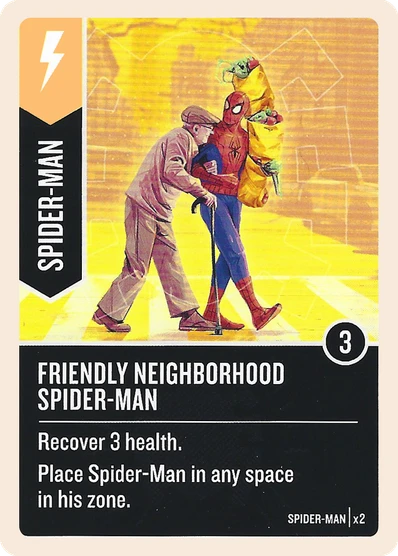 SPIDER-MAN
3
FRIENDLY NEIGHBORHOOD
SPIDER-MAN
Recover 3 health.
Place Spider-Man in any space
in his zone.
SPIDER-MAN | x2